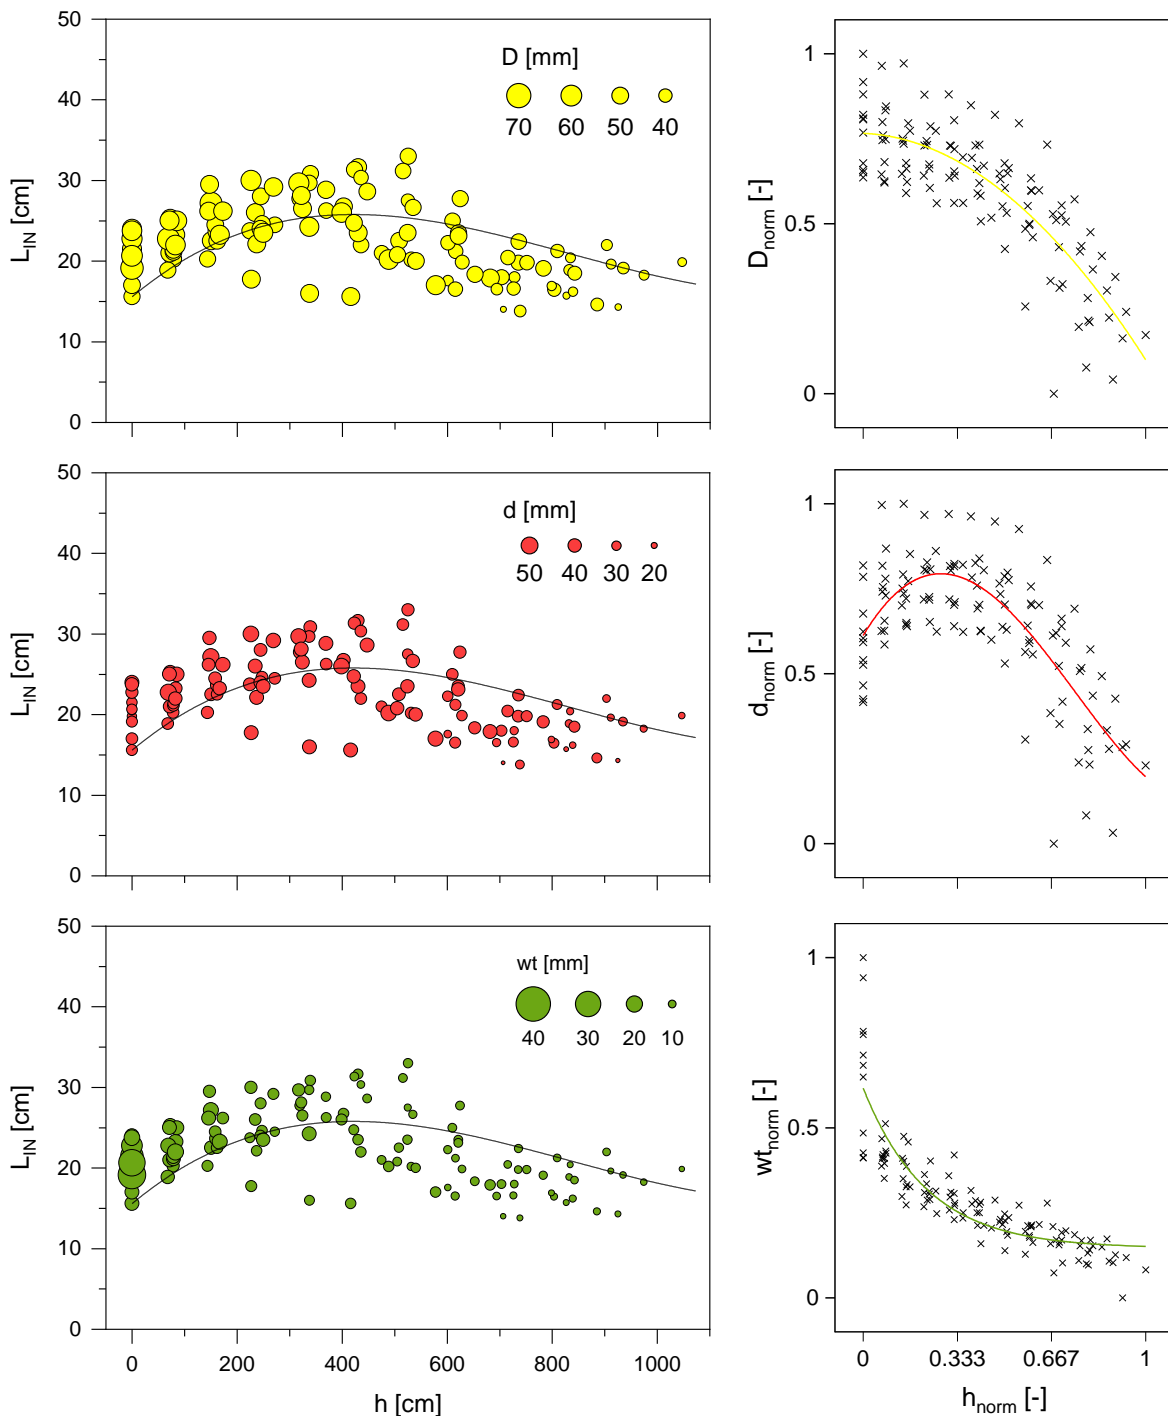 50
40
30
20
10
0
L_IN [cm]
D [mm]
70 60 50 40
1
0.5
0
D_norm [-]
50
40
30
20
10
0
L_IN [cm]
d [mm]
50 40 30 20
1
0.5
0
d_norm [-]
50
40
30
20
10
0
L_IN [cm]
wt [mm]
40 30 20 10
0 200 400 600 800 1000
h [cm]
1
0.5
0
wt_norm [-]
0 0.333 0.667 1
h_norm [-]